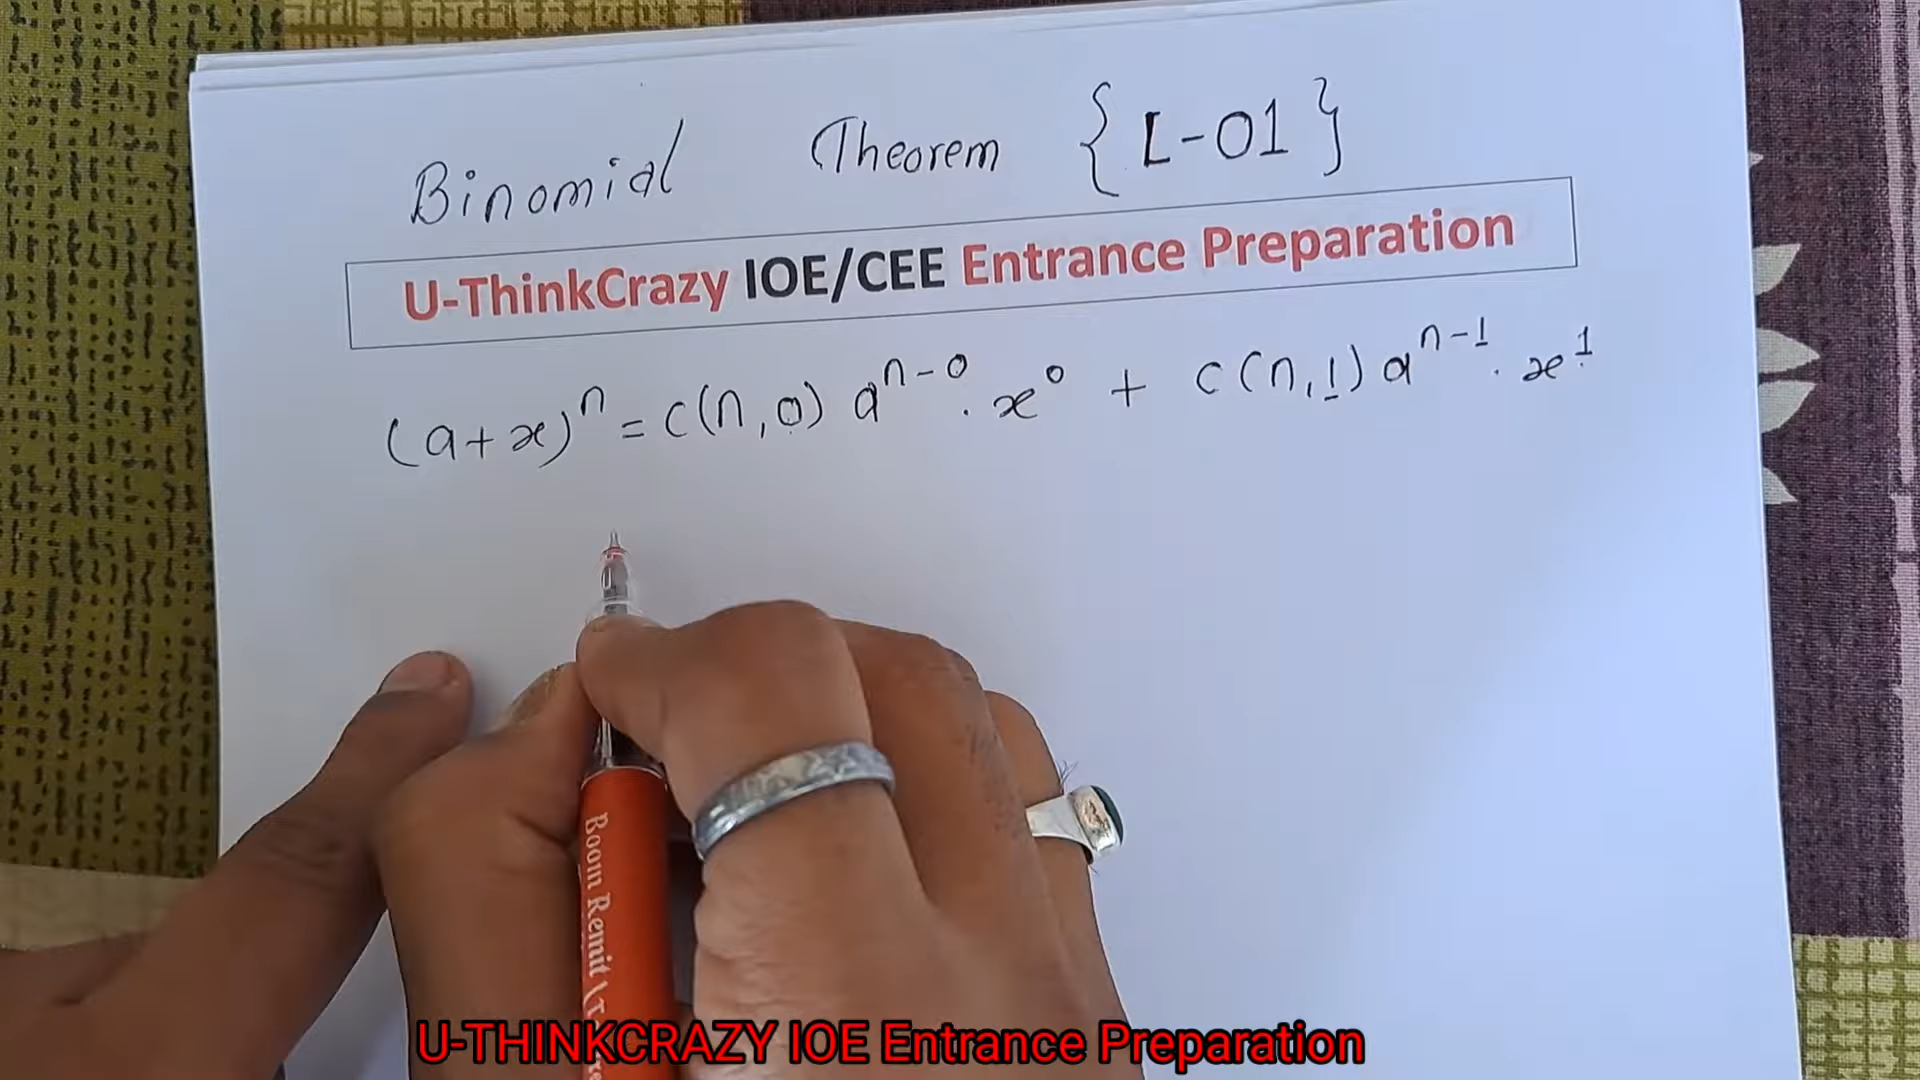 Binomial Theorem {L-01}
U-ThinkCrazy IOE/CEE Entrance Preparation
(a+x)^n = c(n,0) a^{n-0} . x^0 + c(n,1) a^{n-1} . x^1
Boom Remit \
U-THINKCRAZY IOE Entrance Preparation